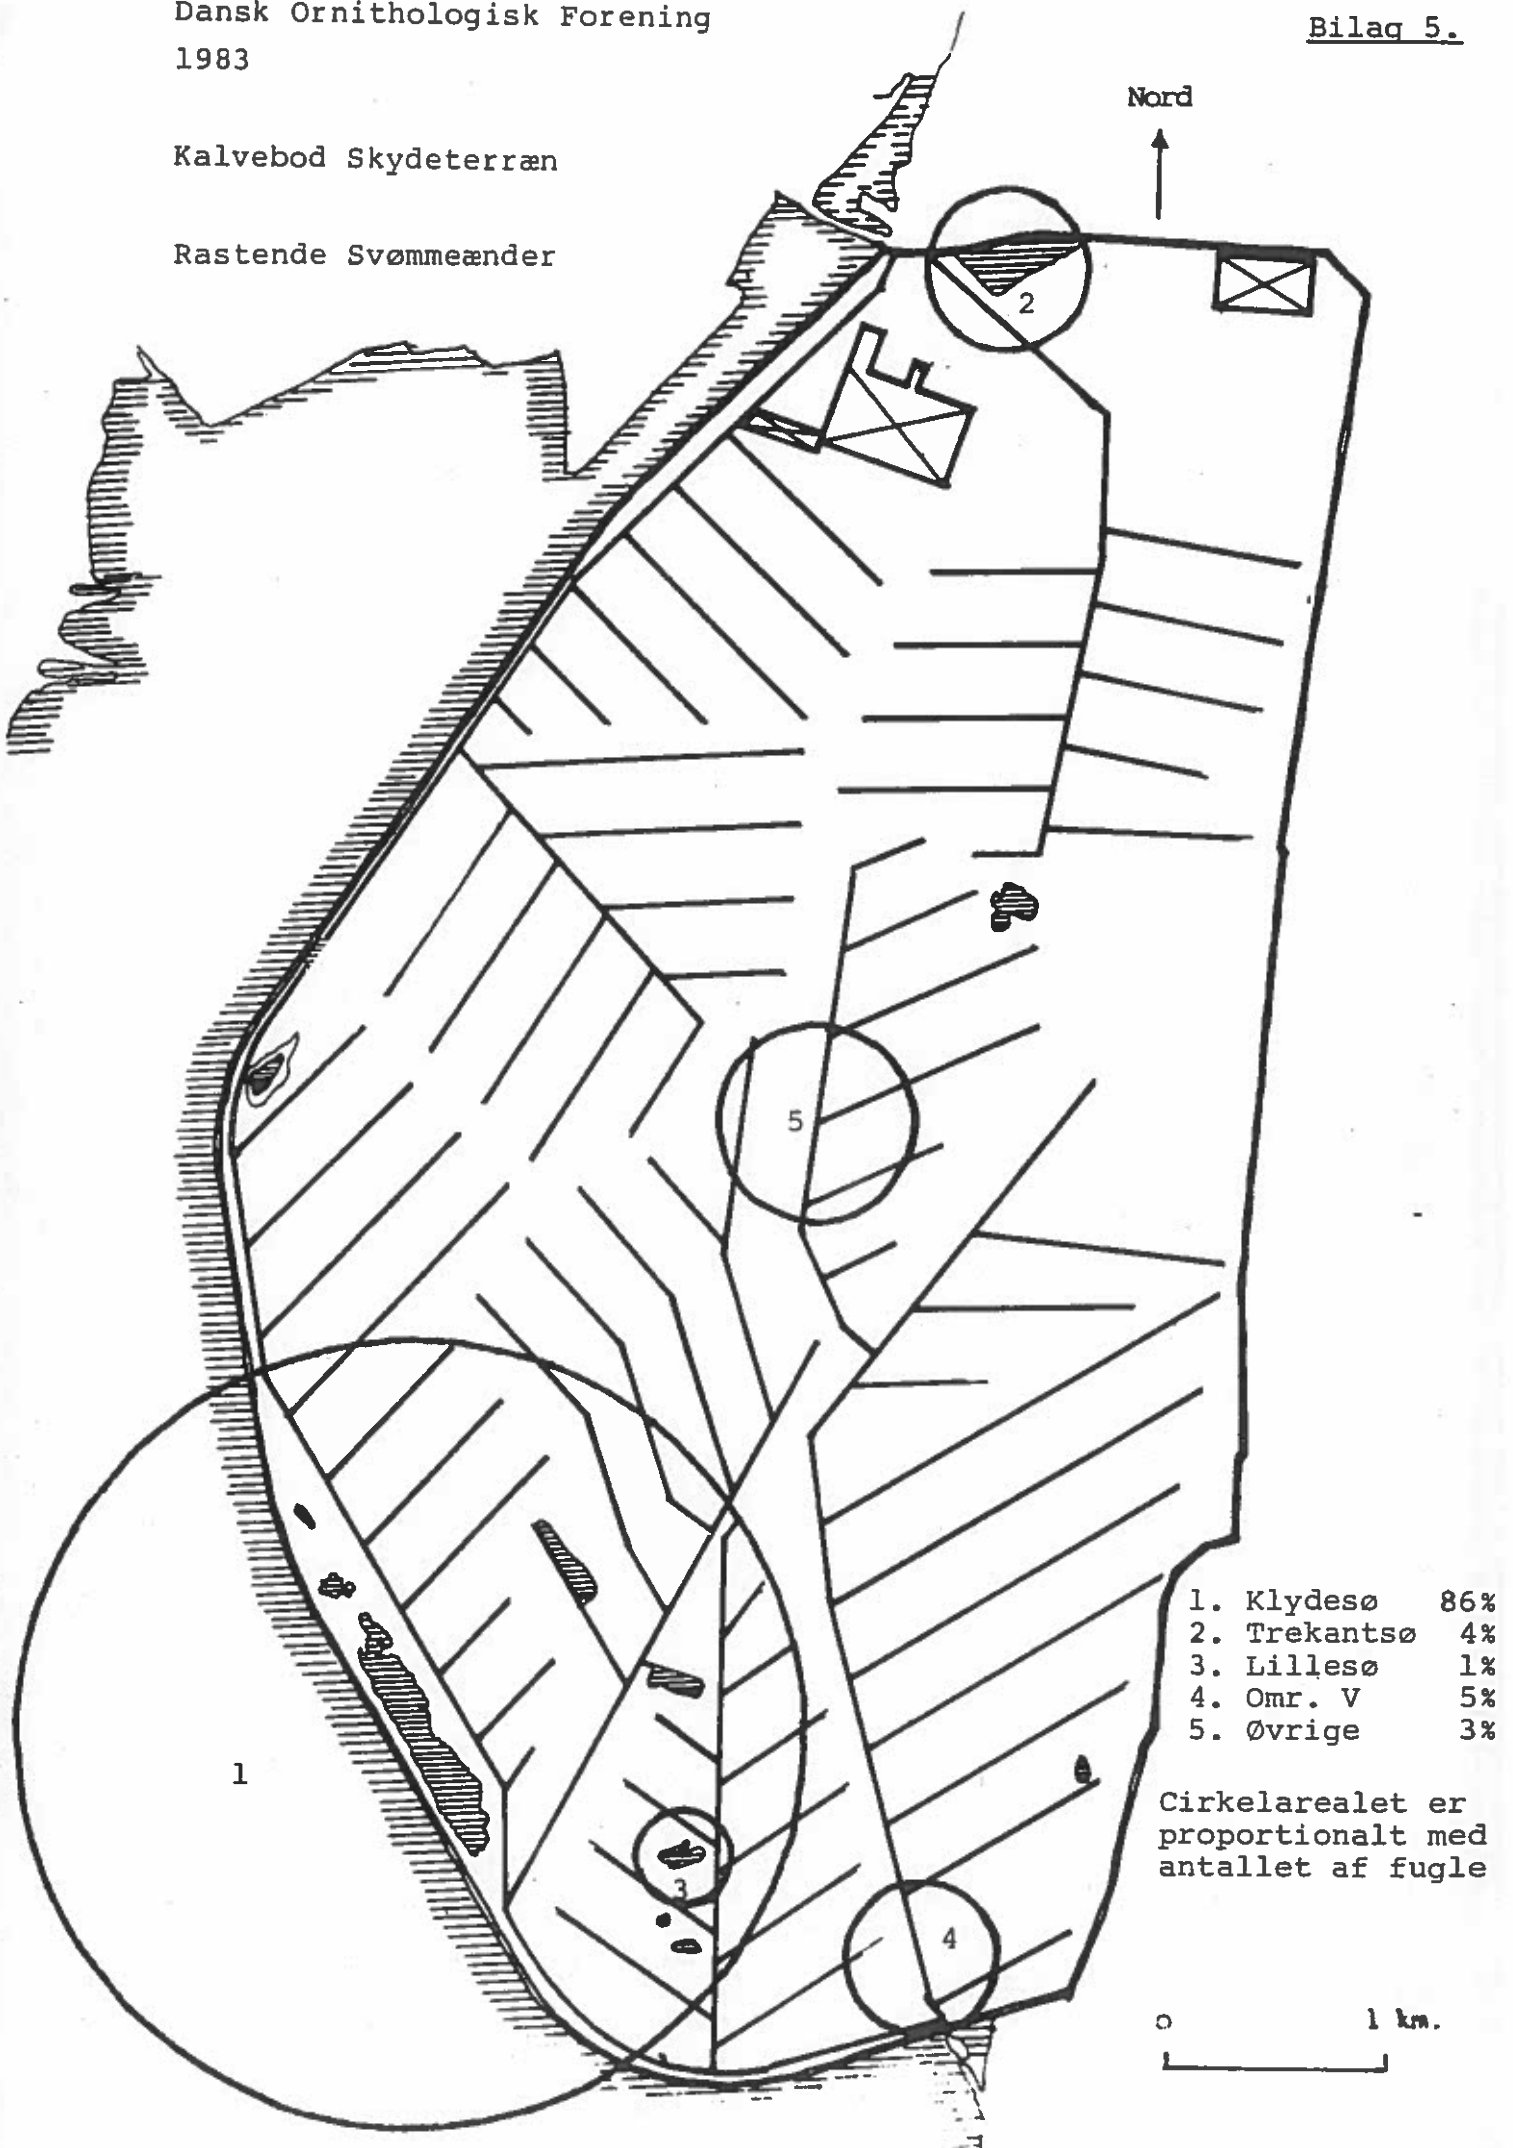 Dansk Ornithologisk Forening
1983
Bilag 5.
Nord
Kalvebod Skydeterræn
Rastende Svømmeænder
2
5
1. Klydesø 86%
2. Trekantsø 4%
3. Lillesø 1%
4. Omr. V 5%
5. Øvrige 3%
1
Cirkelarealet er
proportionalt med
antallet af fugle
3
4
0 1 km.